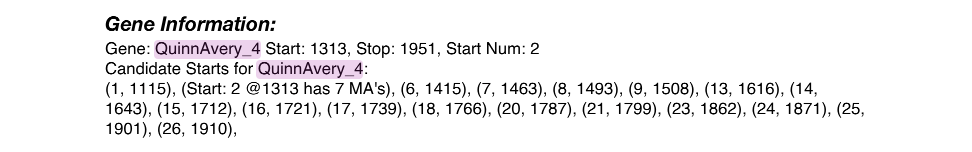 Gene Information:
Gene: QuinnAvery_4 Start: 1313, Stop: 1951, Start Num: 2
Candidate Starts for QuinnAvery_4:
(1, 1115), (Start: 2 @1313 has 7 MA's), (6, 1415), (7, 1463), (8, 1493), (9, 1508), (13, 1616), (14,
1643), (15, 1712), (16, 1721), (17, 1739), (18, 1766), (20, 1787), (21, 1799), (23, 1862), (24, 1871), (25,
1901), (26, 1910),